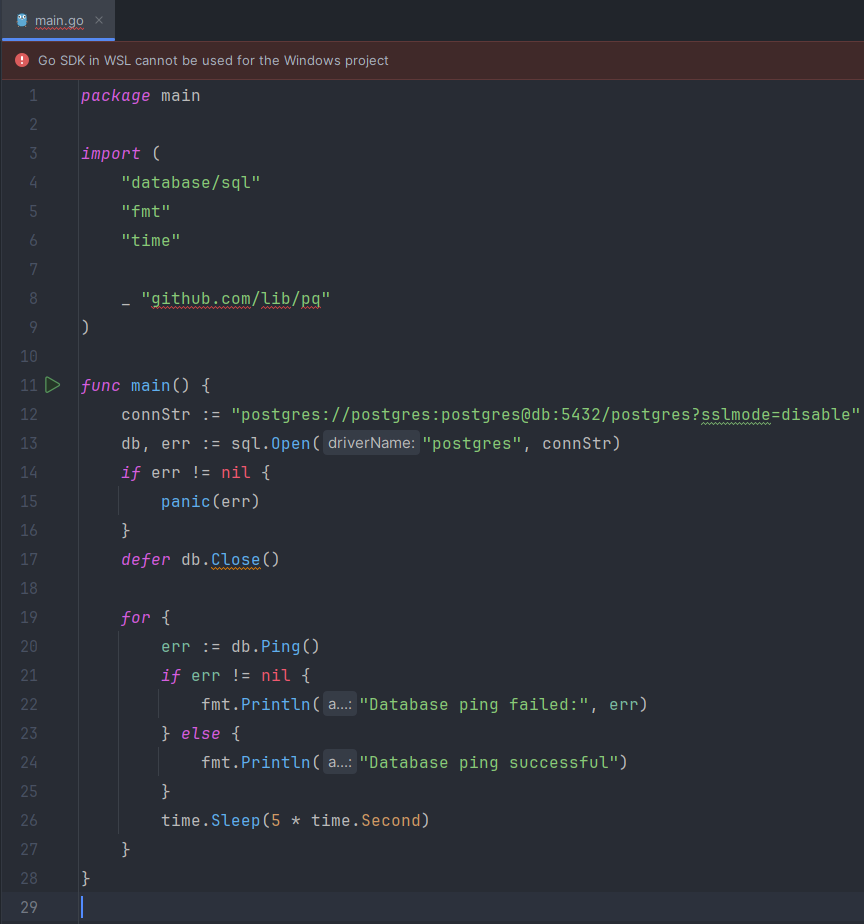 main.go
Go SDK in WSL cannot be used for the Windows project
1 package main
2
3 import (
4 "database/sql"
5 "fmt"
6 "time"
7
8 _ "github.com/lib/pq"
9 )
10
11 func main() {
12 connStr := "postgres://postgres:postgres@db:5432/postgres?sslmode=disable"
13 db, err := sql.Open( driverName: "postgres", connStr)
14 if err != nil {
15 panic(err)
16 }
17 defer db.Close()
18
19 for {
20 err := db.Ping()
21 if err != nil {
22 fmt.Println( a...: "Database ping failed:", err)
23 } else {
24 fmt.Println( a...: "Database ping successful")
25 }
26 time.Sleep(5 * time.Second)
27 }
28 }
29